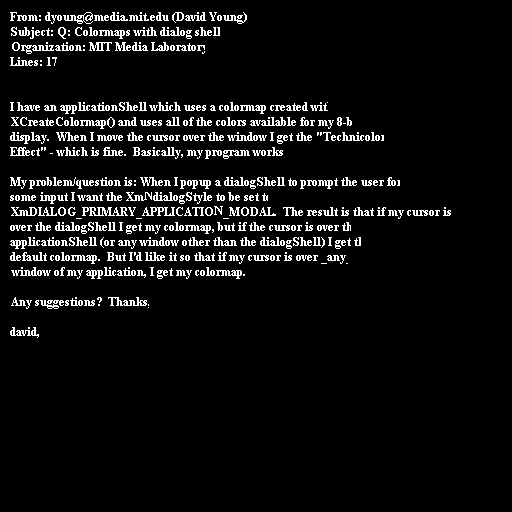 From: dyoung@media.mit.edu (David Young)
Subject: Q: Colormaps with dialog shell
Organization: MIT Media Laboratory
Lines: 17
I have an applicationShell which uses a colormap created wit
XCreateColormap() and uses all of the colors available for my 8-b
display. When I move the cursor over the window I get the "Technicolor
Effect" - which is fine. Basically, my program works
My problem/question is: When I popup a dialogShell to prompt the user for
some input I want the XmNdialogStyle to be set to
XmDIALOG_PRIMARY_APPLICATION_MODAL. The result is that if my cursor is
over the dialogShell I get my colormap, but if the cursor is over th
applicationShell (or any window other than the dialogShell) I get th
default colormap. But I'd like it so that if my cursor is over _any_
window of my application, I get my colormap.
Any suggestions? Thanks,
david,